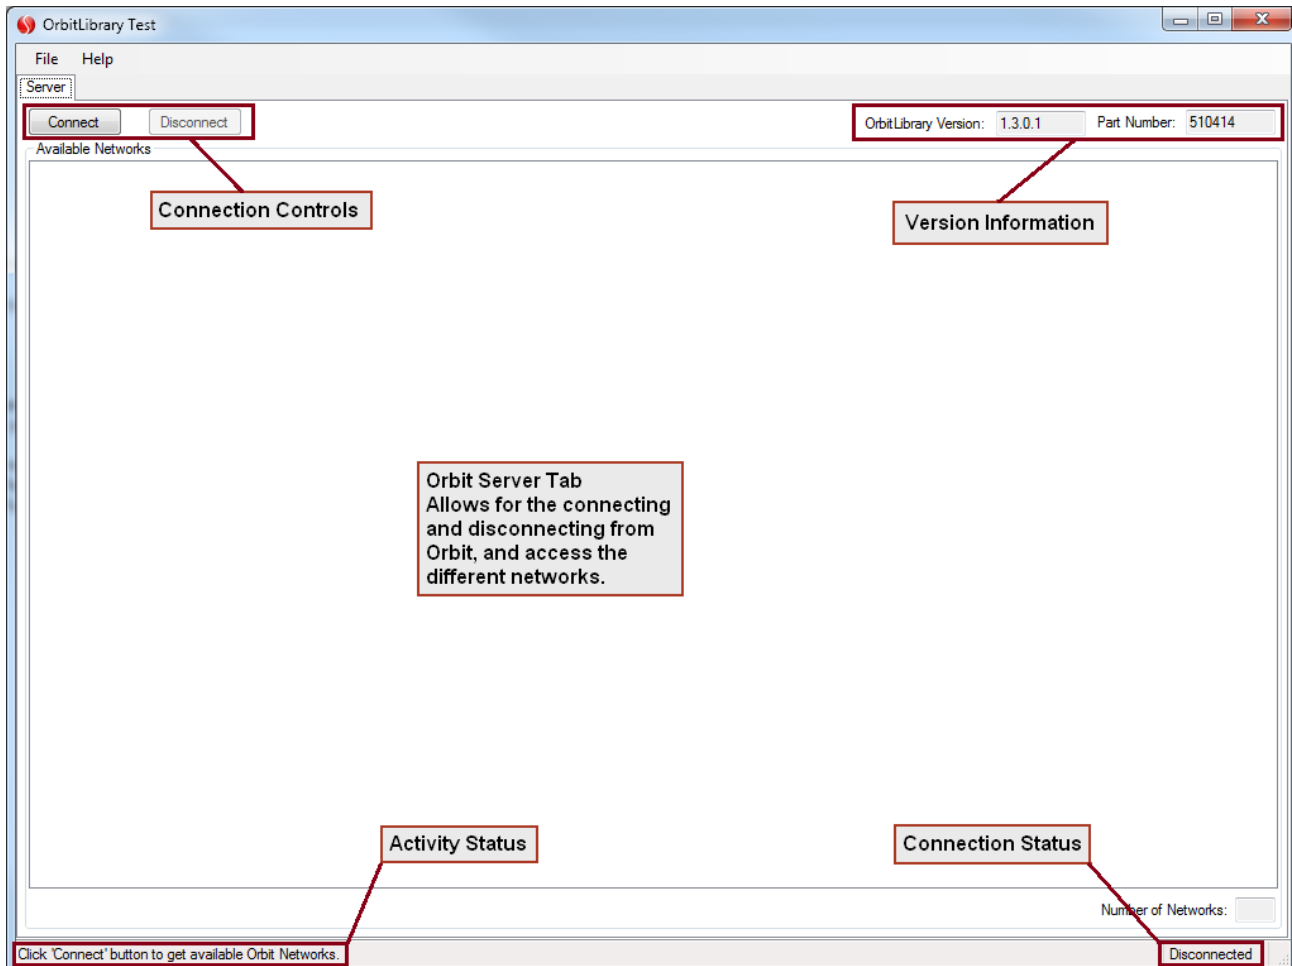 OrbitLibrary Test
File Help
Server
Connect Disconnect OrbitLibrary Version: 1.3.0.1 Part Number: 510414
Available Networks
Connection Controls
Version Information
Orbit Server Tab
Allows for the connecting
and disconnecting from
Orbit, and access the
different networks.
Activity Status
Connection Status
Number of Networks:
Click 'Connect' button to get available Orbit Networks. Disconnected